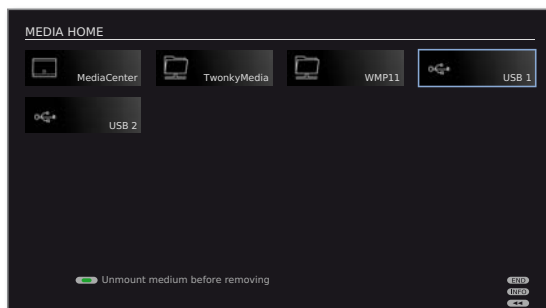 MEDIA HOME
MediaCenter
TwonkyMedia
WMP11
USB 1
USB 2
Unmount medium before removing
END
INFO